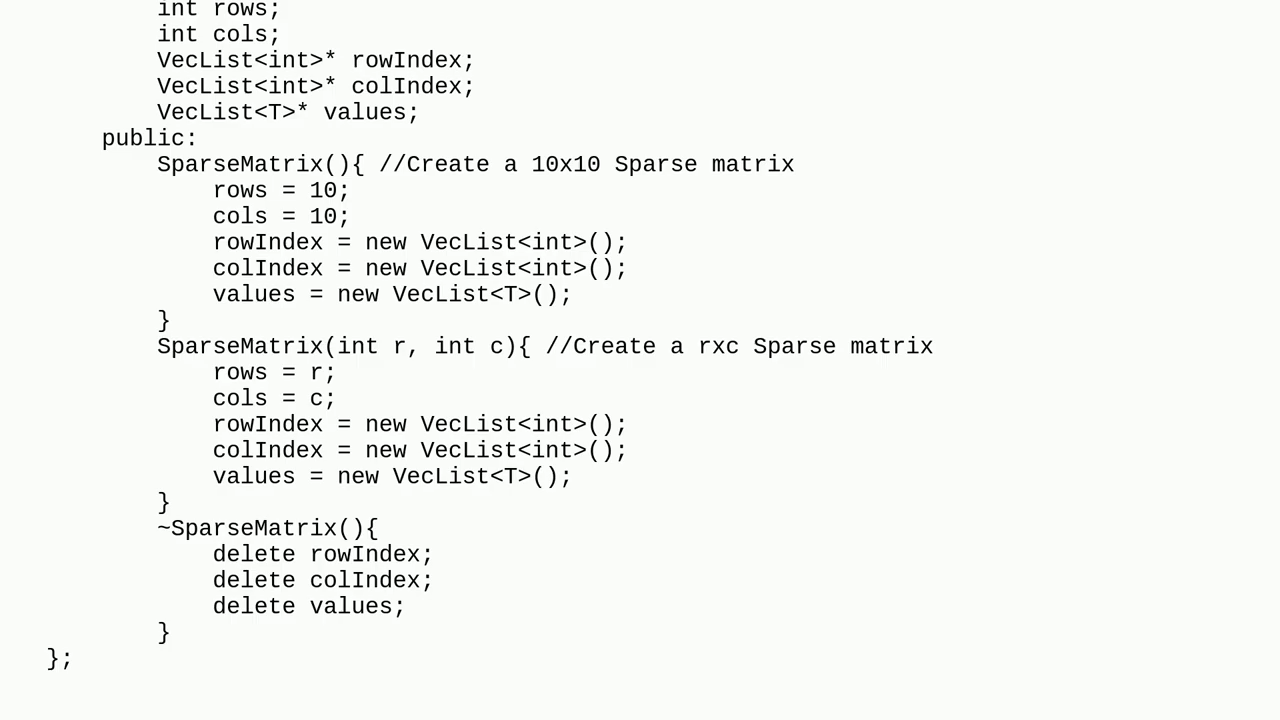 int rows;
int cols;
VecList<int>* rowIndex;
VecList<int>* colIndex;
VecList<T>* values;
public:
SparseMatrix(){ //Create a 10x10 Sparse matrix
rows = 10;
cols = 10;
rowIndex = new VecList<int>();
colIndex = new VecList<int>();
values = new VecList<T>();
}
SparseMatrix(int r, int c){ //Create a rxc Sparse matrix
rows = r;
cols = c;
rowIndex = new VecList<int>();
colIndex = new VecList<int>();
values = new VecList<T>();
}
~SparseMatrix(){
delete rowIndex;
delete colIndex;
delete values;
}
};